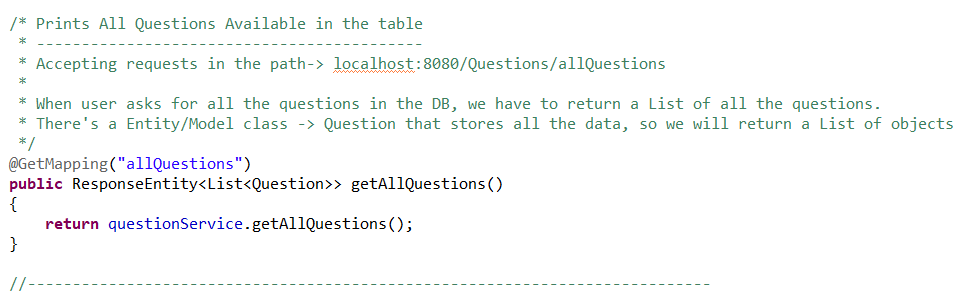 /* Prints All Questions Available in the table
 * -------------------------------------------
 * Accepting requests in the path-> localhost:8080/Questions/allQuestions
 *
 * When user asks for all the questions in the DB, we have to return a List of all the questions.
 * There's a Entity/Model class -> Question that stores all the data, so we will return a List of objects
 */
@GetMapping("allQuestions")
public ResponseEntity<List<Question>> getAllQuestions()
{
    return questionService.getAllQuestions();
}
//----------------------------------------------------------------------------